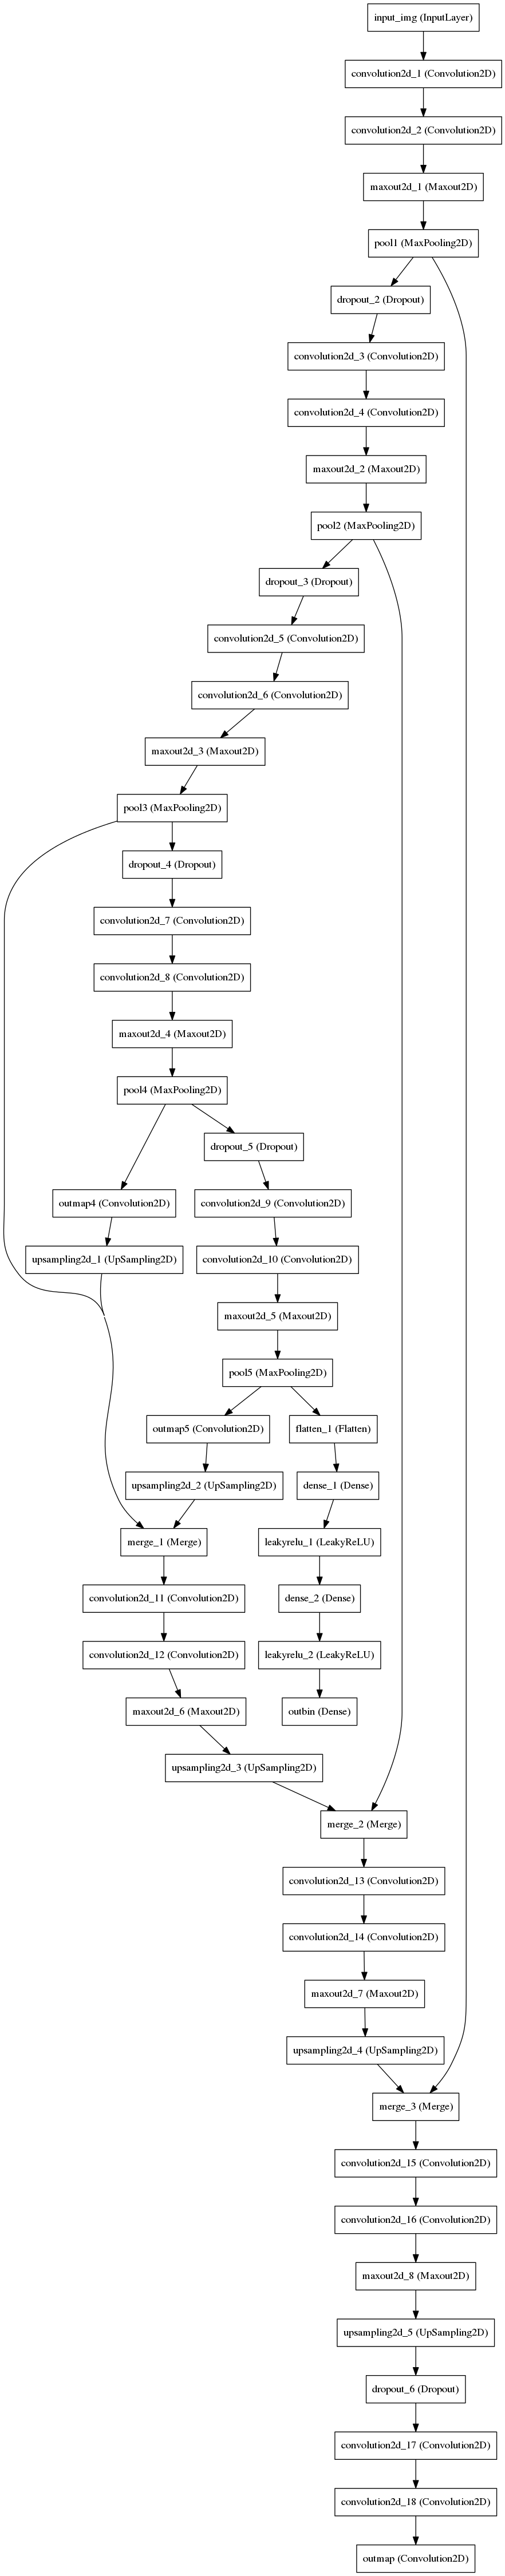 input_img (InputLayer)
convolution2d_1 (Convolution2D)
convolution2d_2 (Convolution2D)
maxout2d_1 (Maxout2D)
pool1 (MaxPooling2D)
dropout_2 (Dropout)
convolution2d_3 (Convolution2D)
convolution2d_4 (Convolution2D)
maxout2d_2 (Maxout2D)
pool2 (MaxPooling2D)
dropout_3 (Dropout)
convolution2d_5 (Convolution2D)
convolution2d_6 (Convolution2D)
maxout2d_3 (Maxout2D)
pool3 (MaxPooling2D)
dropout_4 (Dropout)
convolution2d_7 (Convolution2D)
convolution2d_8 (Convolution2D)
maxout2d_4 (Maxout2D)
pool4 (MaxPooling2D)
dropout_5 (Dropout)
outmap4 (Convolution2D)
convolution2d_9 (Convolution2D)
upsampling2d_1 (UpSampling2D)
convolution2d_10 (Convolution2D)
maxout2d_5 (Maxout2D)
pool5 (MaxPooling2D)
outmap5 (Convolution2D)
flatten_1 (Flatten)
upsampling2d_2 (UpSampling2D)
dense_1 (Dense)
merge_1 (Merge)
leakyrelu_1 (LeakyReLU)
convolution2d_11 (Convolution2D)
dense_2 (Dense)
convolution2d_12 (Convolution2D)
leakyrelu_2 (LeakyReLU)
maxout2d_6 (Maxout2D)
outbin (Dense)
upsampling2d_3 (UpSampling2D)
merge_2 (Merge)
convolution2d_13 (Convolution2D)
convolution2d_14 (Convolution2D)
maxout2d_7 (Maxout2D)
upsampling2d_4 (UpSampling2D)
merge_3 (Merge)
convolution2d_15 (Convolution2D)
convolution2d_16 (Convolution2D)
maxout2d_8 (Maxout2D)
upsampling2d_5 (UpSampling2D)
dropout_6 (Dropout)
convolution2d_17 (Convolution2D)
convolution2d_18 (Convolution2D)
outmap (Convolution2D)